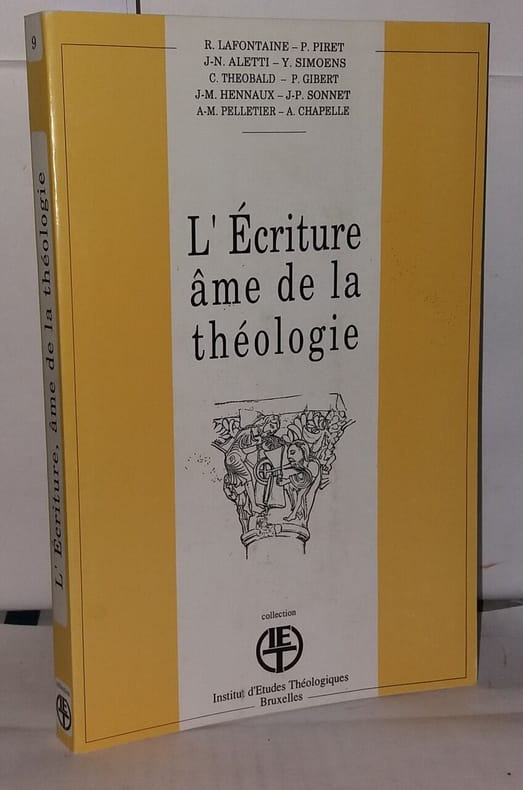 R. LAFONTAINE – P. PIRET
J-N. ALETTI – Y. SIMOENS
C. THEOBALD – P. GIBERT
J-M. HENNAUX – J-P. SONNET
A-M. PELLETIER – A. CHAPELLE
L' Écriture
âme de la
théologie
collection
IET
Institut d'Etudes Théologiques
Bruxelles
9
L' Écriture, âme de la théologie
IET